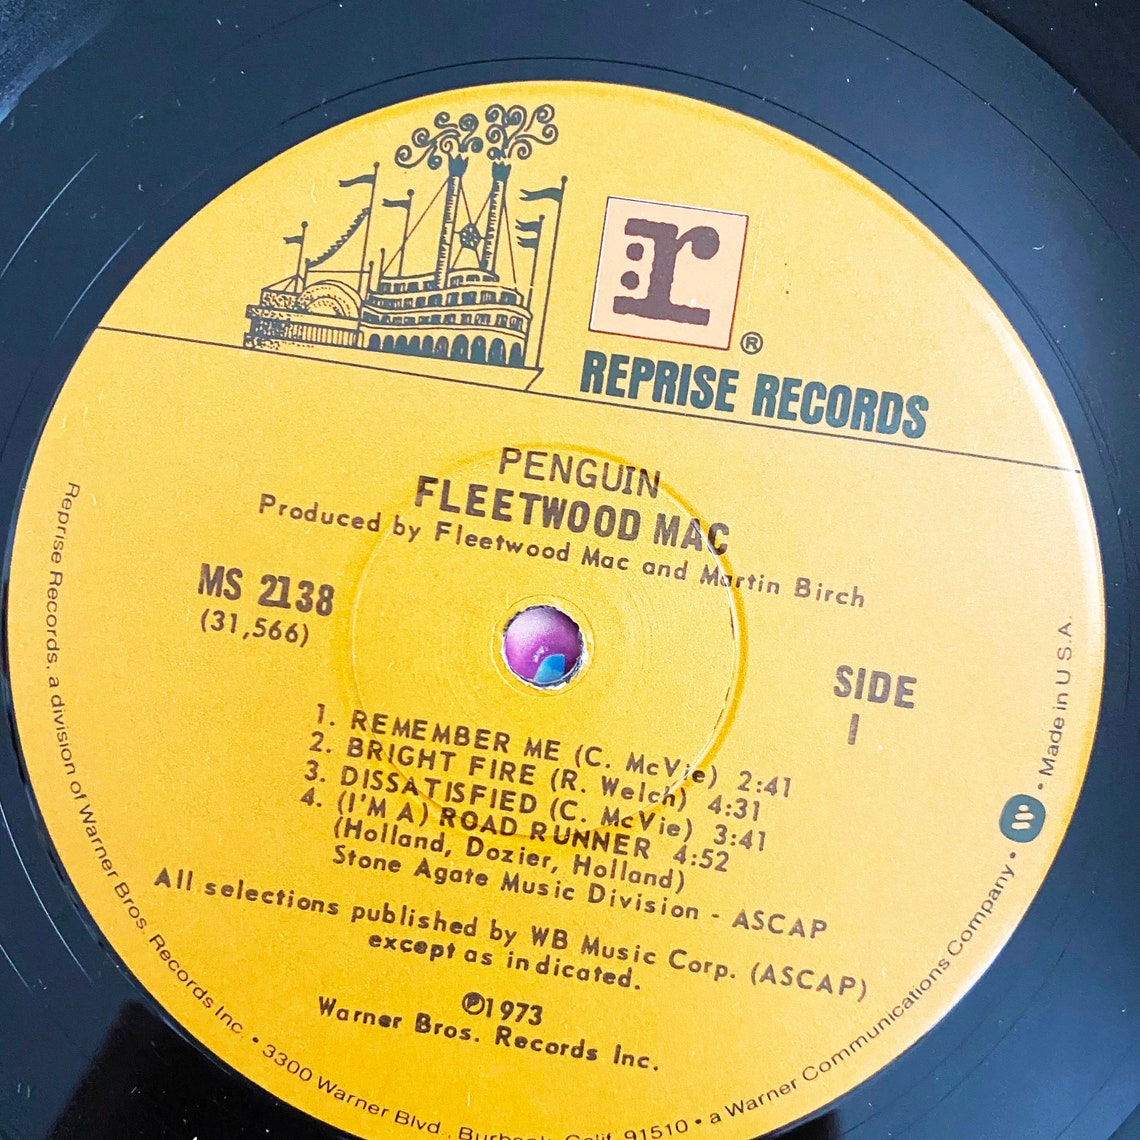 r
®
REPRISE RECORDS
PENGUIN
FLEETWOOD MAC
Produced by Fleetwood Mac and Martin Birch
MS 2138
(31,566)
SIDE
1
1. REMEMBER ME (C. McVie) 2:41
2. BRIGHT FIRE (R. Welch) 4:31
3. DISSATISFIED (C. McVie) 3:41
4. (I'M A) ROAD RUNNER 4:52
(Holland, Dozier, Holland)
Stone Agate Music Division - ASCAP
All selections published by WB Music Corp. (ASCAP)
except as indicated.
℗1973
Warner Bros. Records Inc.
Reprise Records, a division of Warner Bros. Records Inc. • 3300 Warner Blvd., Burbank, Calif. 91510 • a Warner Communications Company • Made in U.S.A.